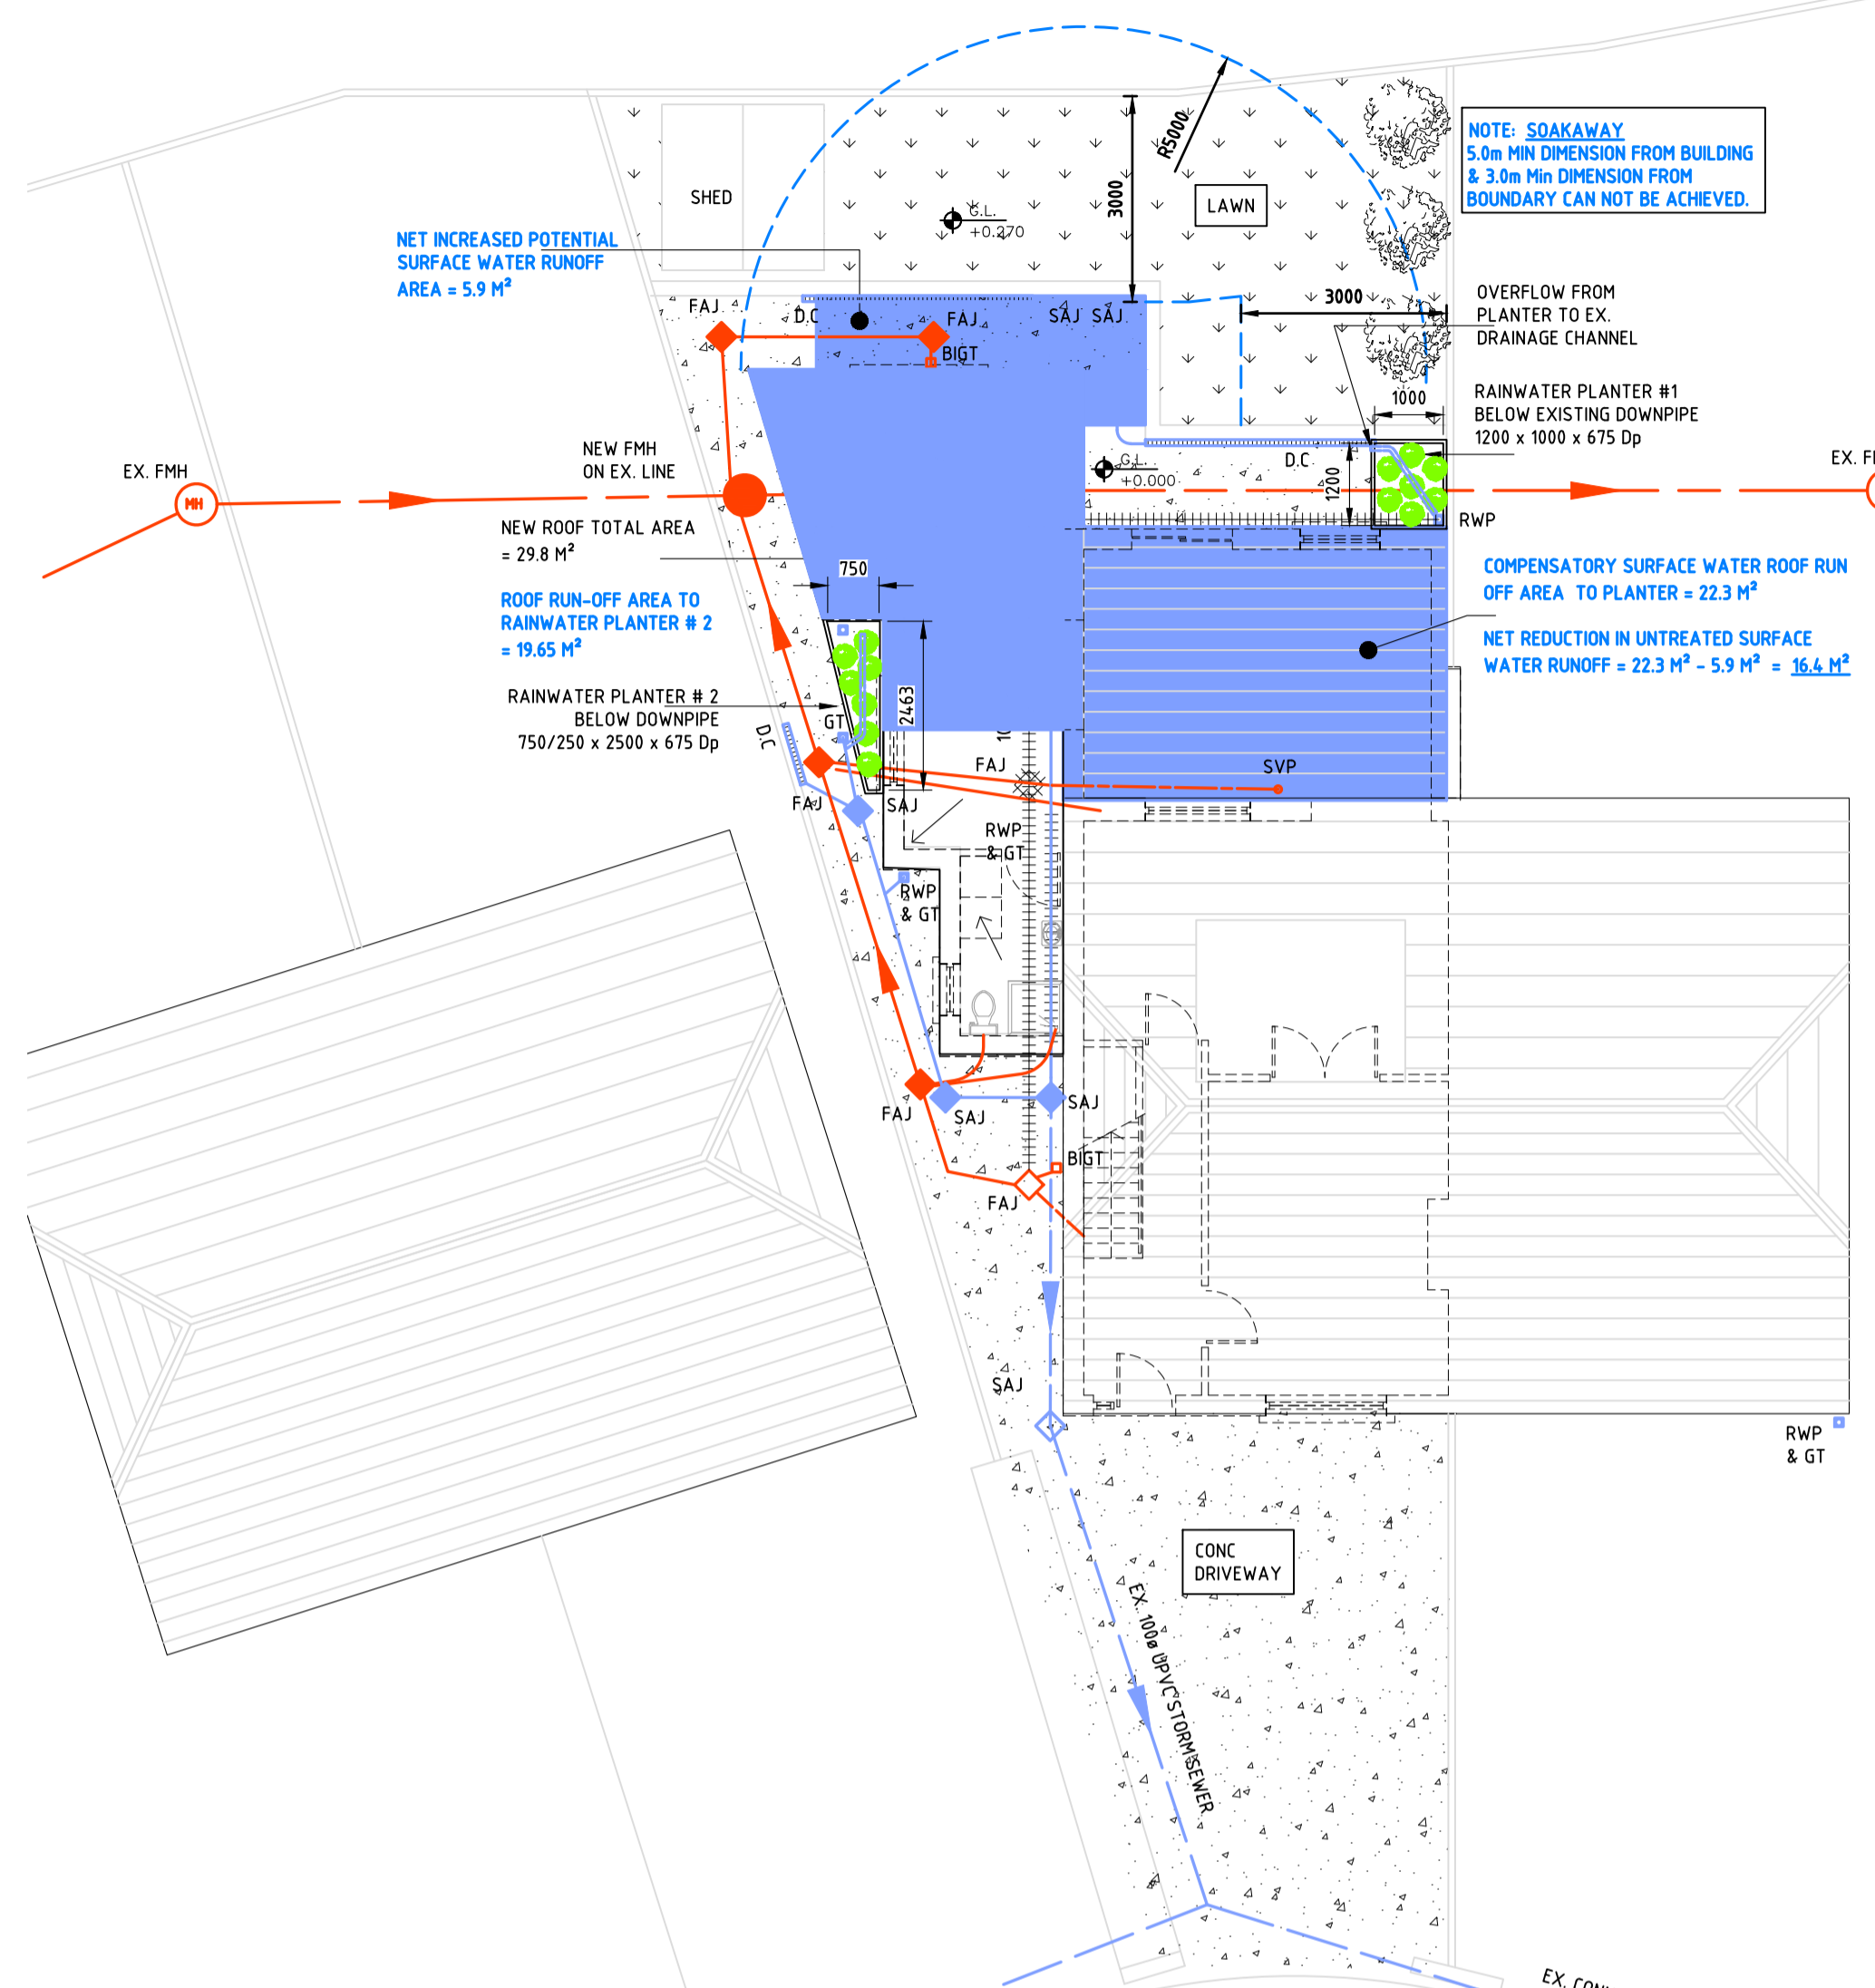 R5000
3000
LAWN
NOTE: SOAKAWAY
5.0m MIN DIMENSION FROM BUILDING
& 3.0m Min DIMENSION FROM
BOUNDARY CAN NOT BE ACHIEVED.
SHED
G.L.
+0.270
NET INCREASED POTENTIAL
SURFACE WATER RUNOFF
AREA = 5.9 M²
FAJ
D.C
FAJ
SAJ SAJ
BIGT
3000
OVERFLOW FROM
PLANTER TO EX.
DRAINAGE CHANNEL
1000
RAINWATER PLANTER #1
BELOW EXISTING DOWNPIPE
1200 x 1000 x 675 Dp
EX. FMH
MH
NEW FMH
ON EX. LINE
G.L.
+0.000
D.C
1200
RWP
NEW ROOF TOTAL AREA
= 29.8 M²
750
COMPENSATORY SURFACE WATER ROOF RUN
OFF AREA TO PLANTER = 22.3 M²
ROOF RUN-OFF AREA TO
RAINWATER PLANTER # 2
= 19.65 M²
NET REDUCTION IN UNTREATED SURFACE
WATER RUNOFF = 22.3 M² - 5.9 M² = 16.4 M²
RAINWATER PLANTER # 2
BELOW DOWNPIPE
750/250 x 2500 x 675 Dp
GT
2463
D.C
FAJ
SVP
FAJ
SAJ
RWP
& GT
RWP
& GT
FAJ
SAJ
SAJ
BIGT
FAJ
SAJ
RWP
& GT
CONC
DRIVEWAY
EX. 100ø UPVC STORM SEWER